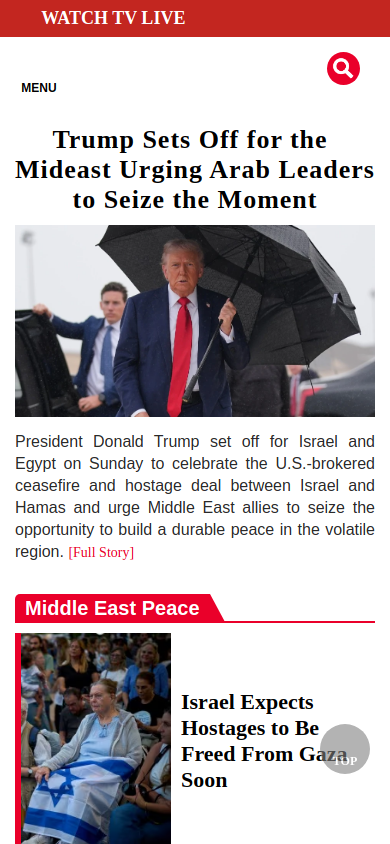 WATCH TV LIVE
MENU
Trump Sets Off for the
Mideast Urging Arab Leaders
to Seize the Moment
President Donald Trump set off for Israel and
Egypt on Sunday to celebrate the U.S.-brokered
ceasefire and hostage deal between Israel and
Hamas and urge Middle East allies to seize the
opportunity to build a durable peace in the volatile
region. [Full Story]
Middle East Peace
Israel Expects
Hostages to Be
Freed From Gaza
Soon
TOP